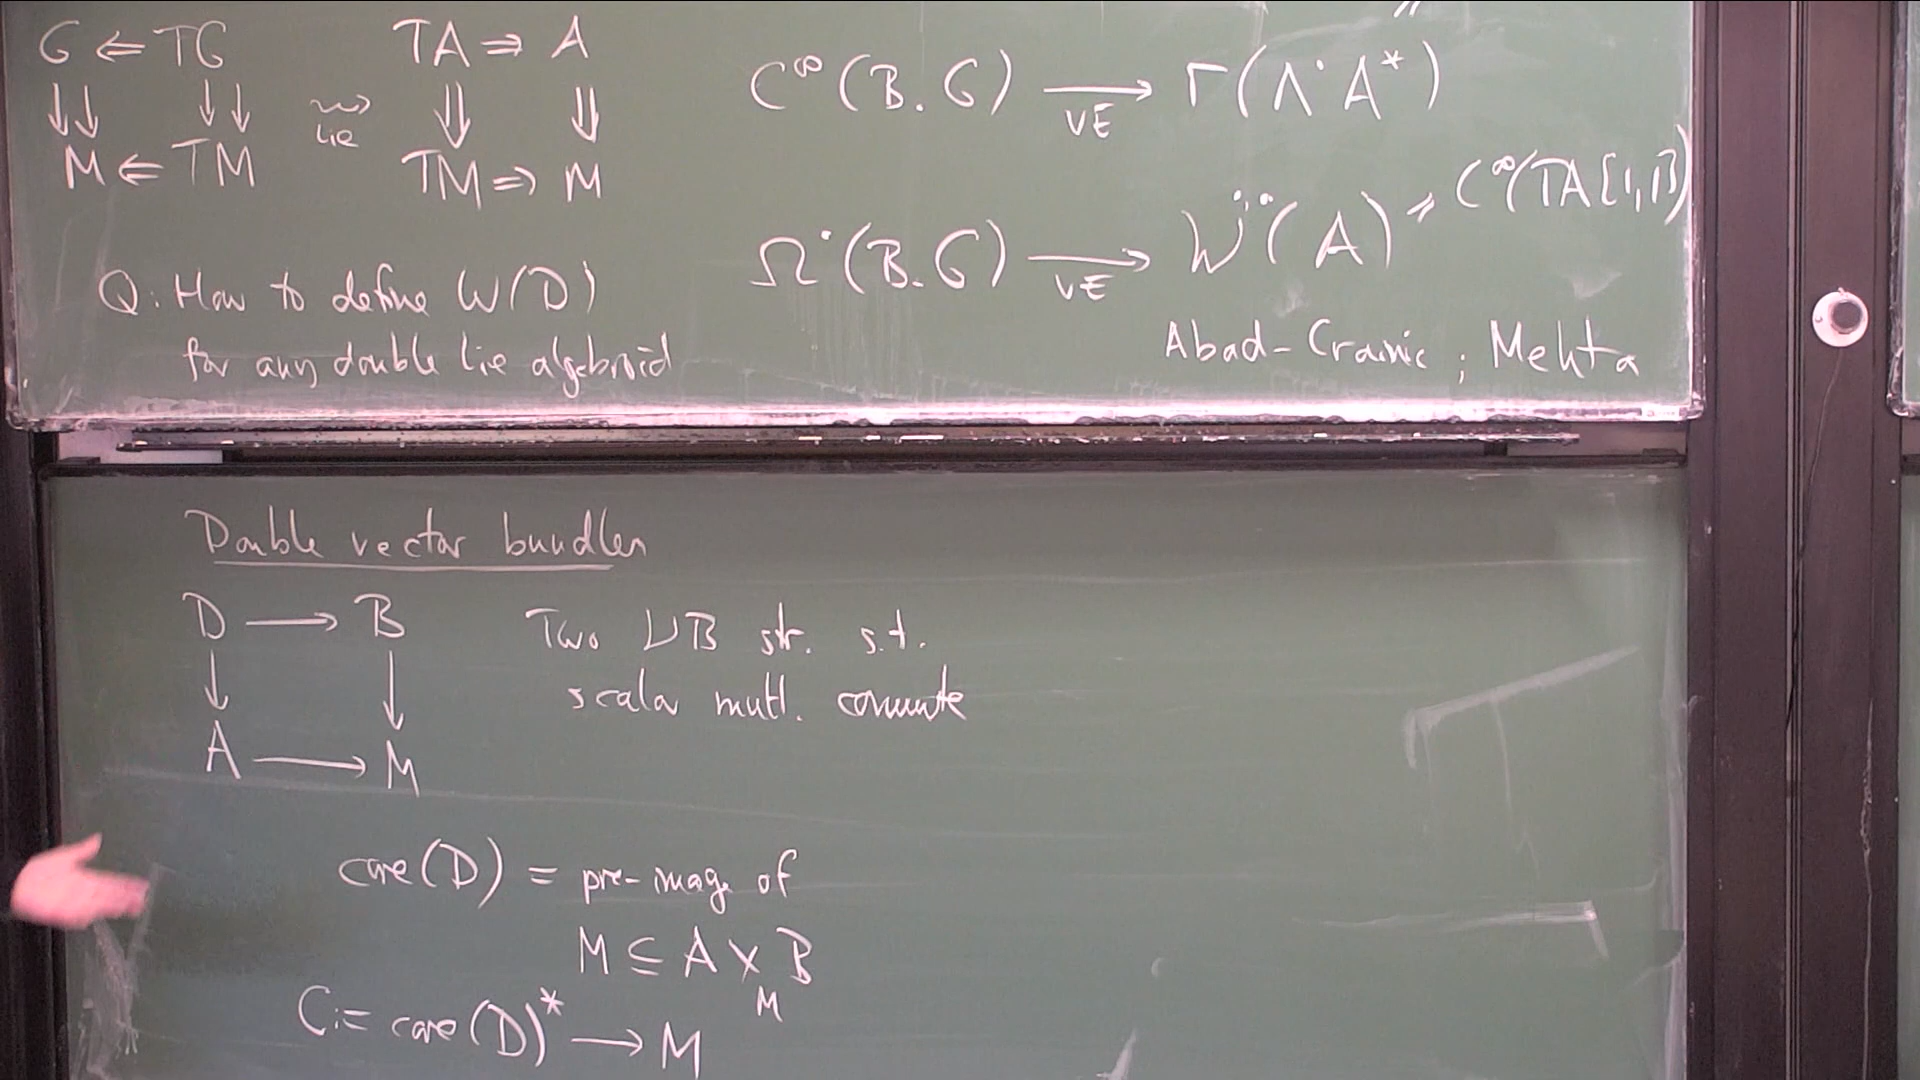 G ⇐ TG
⇓ ⇓ ⇓ ⇓
M ⇐ TM
⇝
Lie
TA ⇒ A
⇓ ⇓
TM ⇒ M
Q: How to define W(D)
for any double Lie algebroid
C^∞(B.G) →_{VE} Γ(Λ^• A*)
Ω^•(B.G) →_{VE} W^{•,•}(A) = C^∞(TA[1,1])
Abad-Crainic ; Mehta
Double vector bundles
D → B
↓ ↓
A → M
Two VB str. s.t.
scalar mutl. commute
core(D) = pre-image of
M ⊆ A ×_M B
C := core(D)* → M